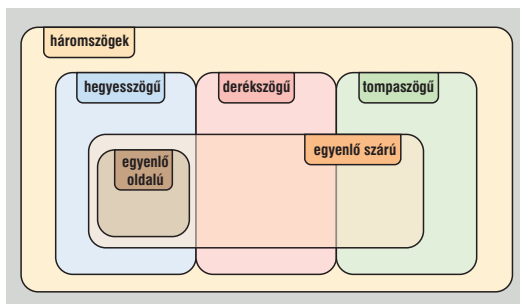 háromszögek
hegyesszögű
derékszögű
tompaszögű
egyenlő szárú
egyenlő
oldalú